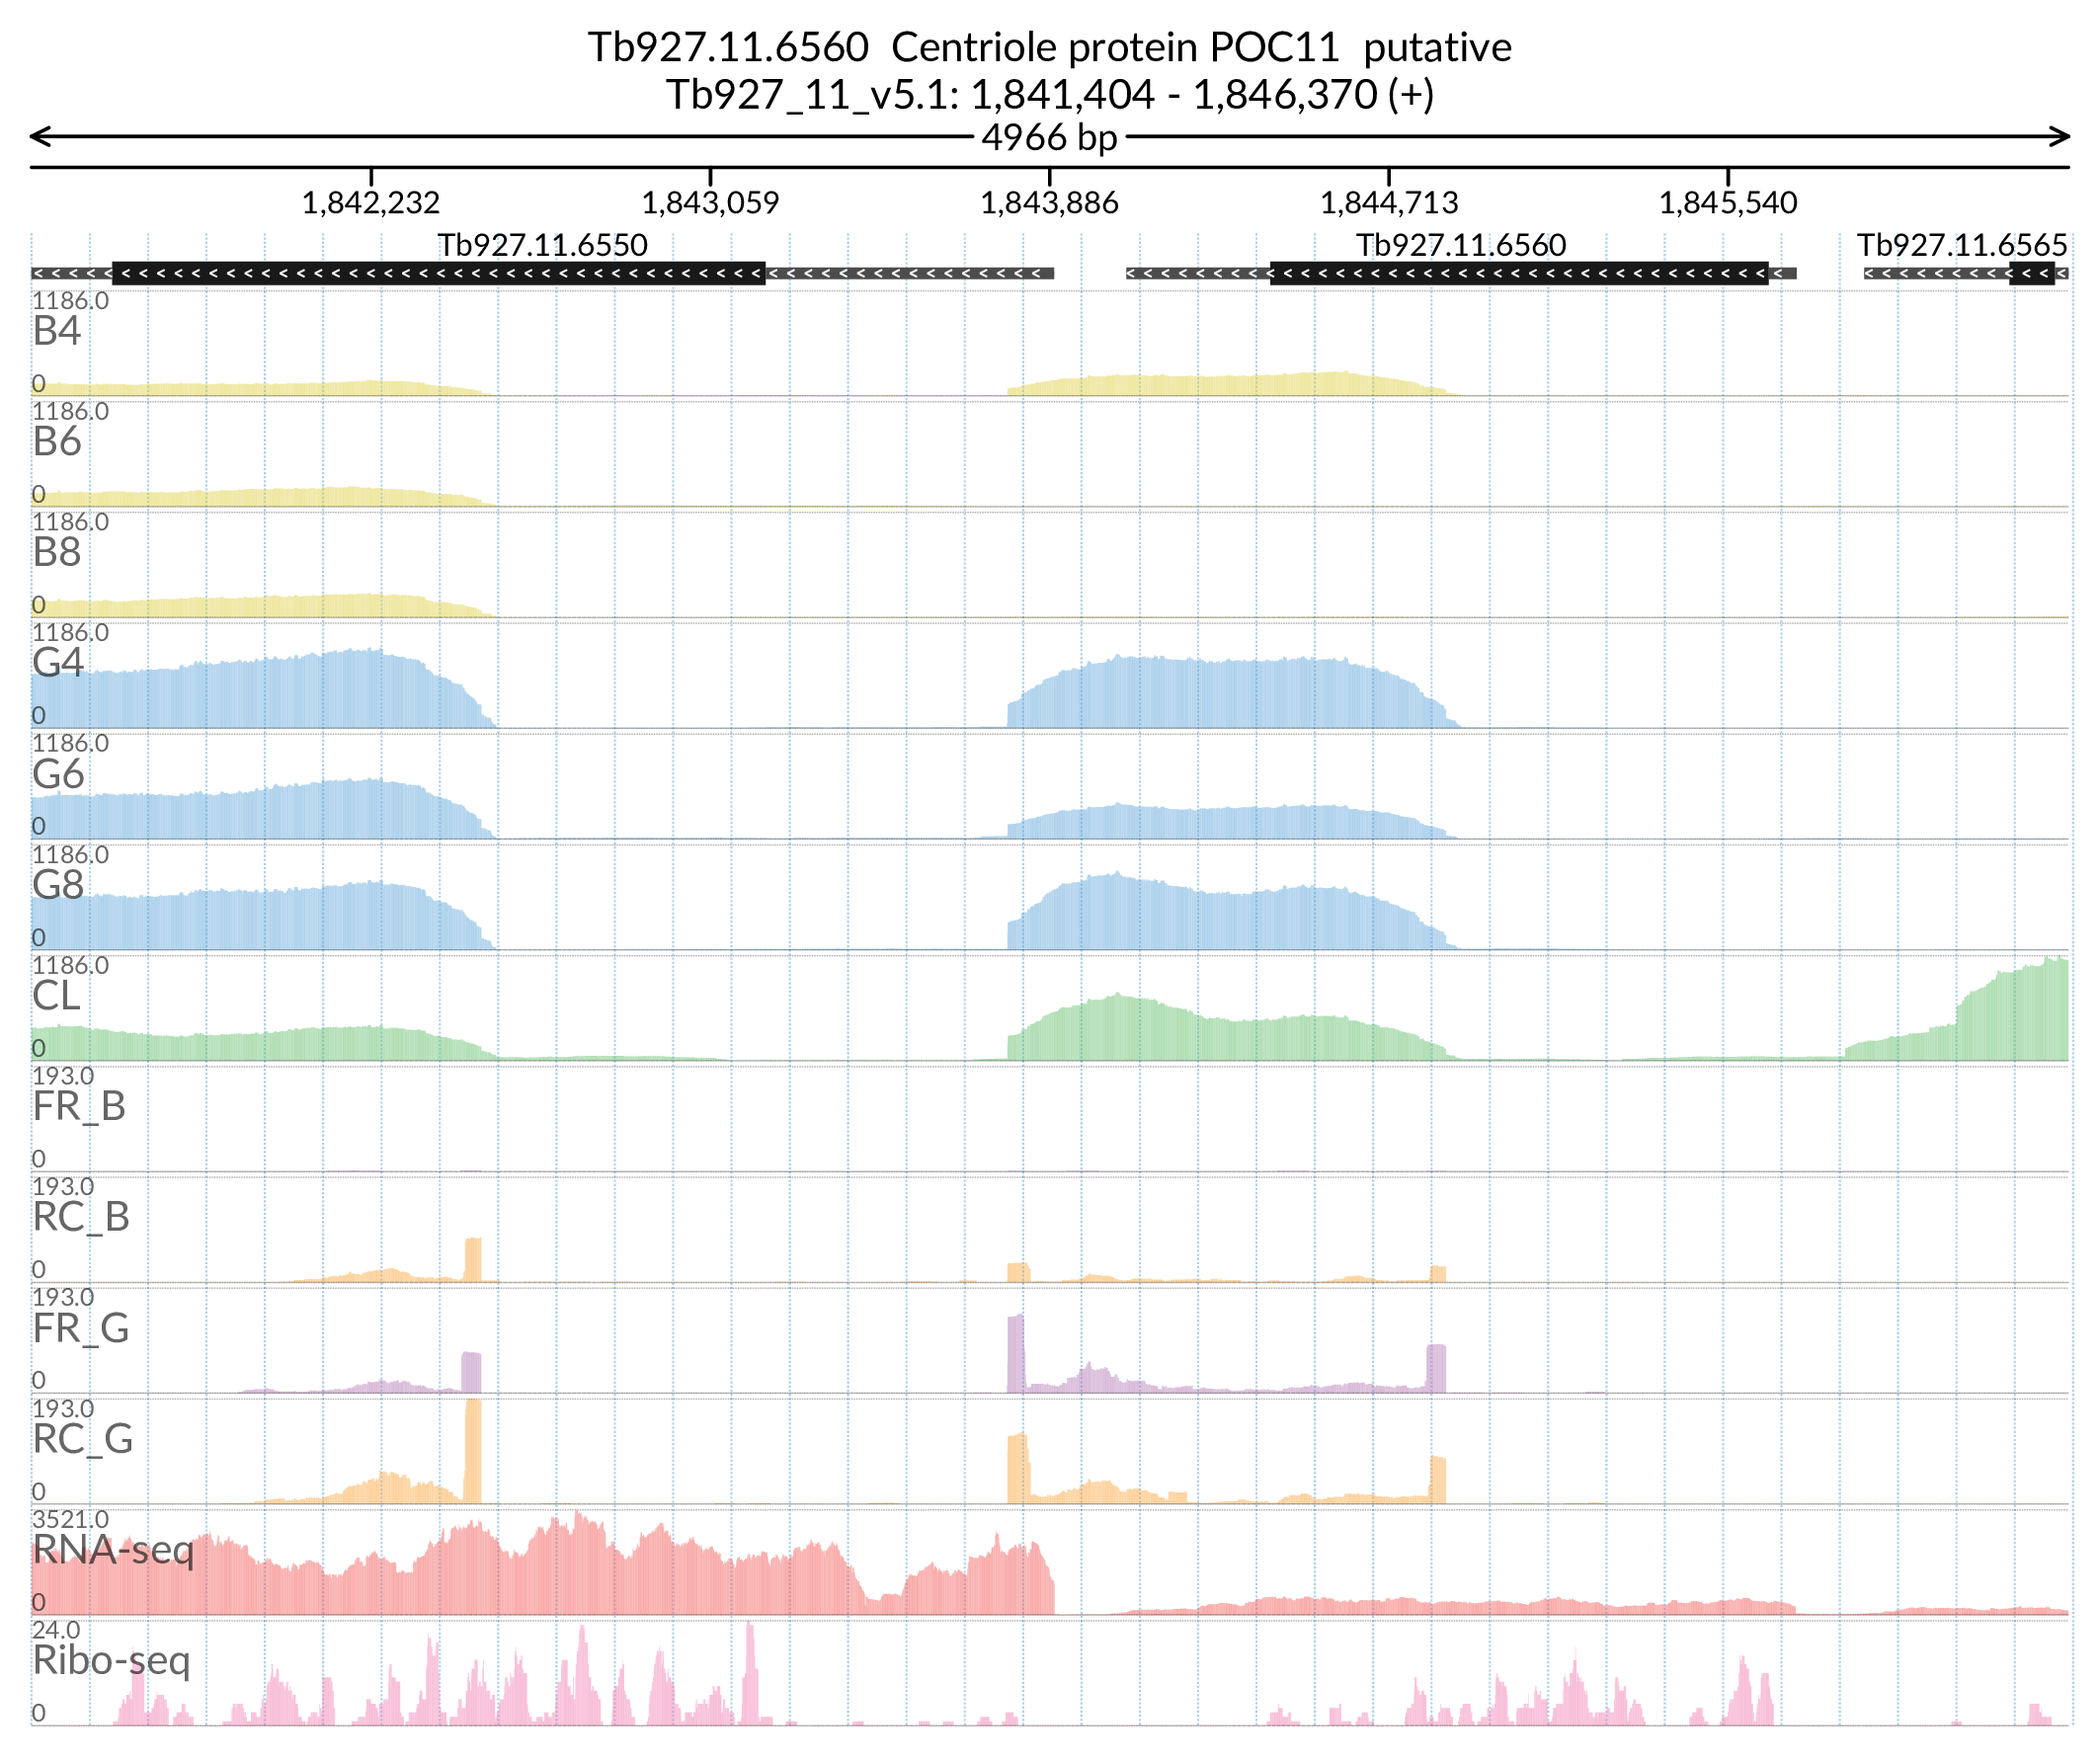 Tb927.11.6560  Centriole protein POC11  putative
Tb927_11_v5.1: 1,841,404 - 1,846,370 (+)
4966 bp
1,842,232 1,843,059 1,843,886 1,844,713 1,845,540
Tb927.11.6550 Tb927.11.6560 Tb927.11.6565
1186.0
B4
0
1186.0
B6
0
1186.0
B8
0
1186.0
G4
0
1186.0
G6
0
1186.0
G8
0
1186.0
CL
0
193.0
FR_B
0
193.0
RC_B
0
193.0
FR_G
0
193.0
RC_G
0
3521.0
RNA-seq
0
24.0
Ribo-seq
0